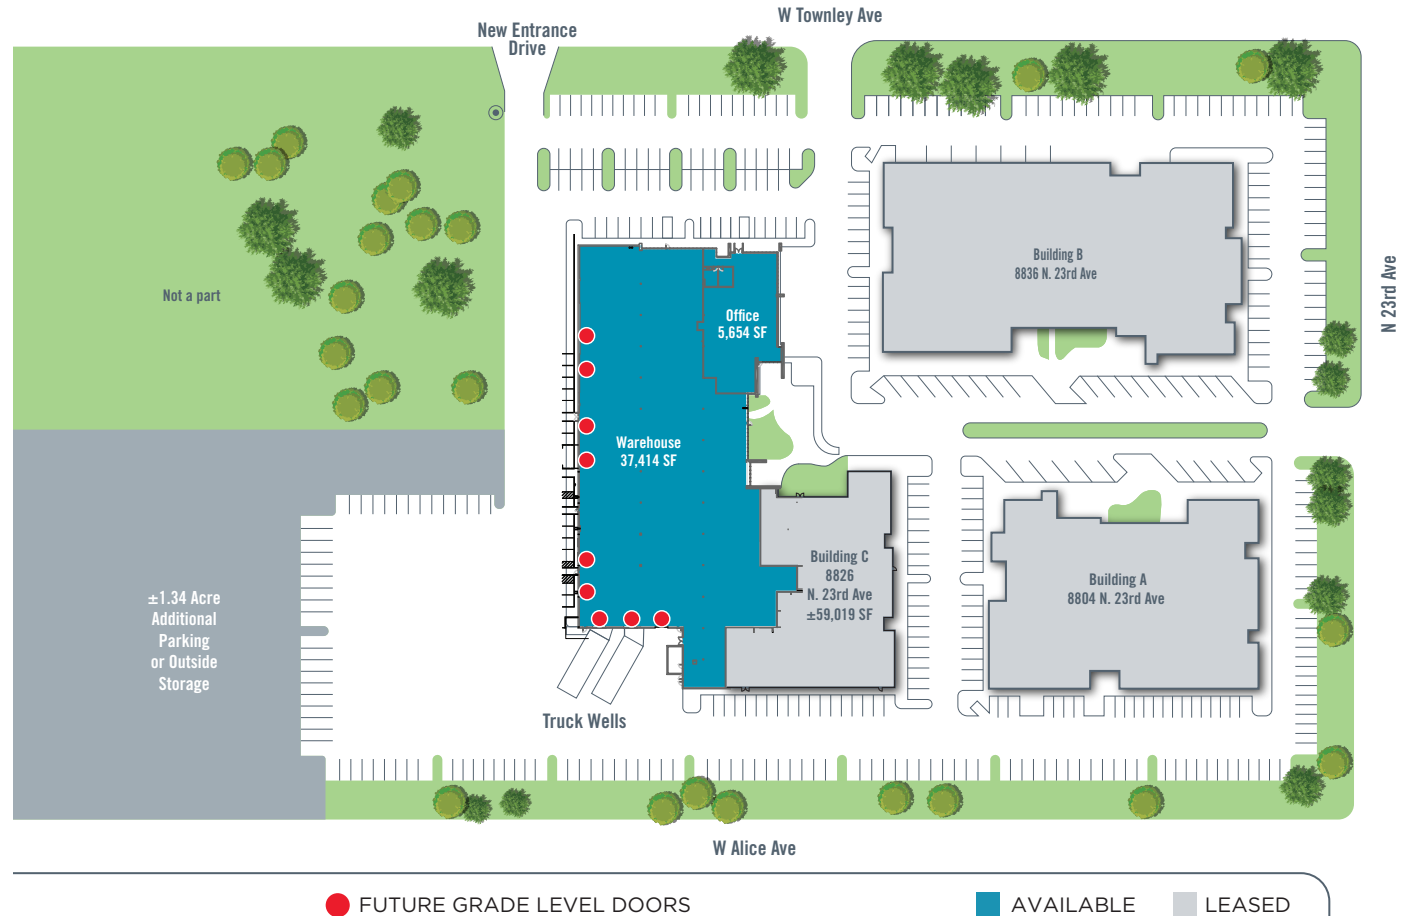 W Townley Ave
New Entrance
Drive
Building B
8836 N. 23rd Ave
N 23rd Ave
Not a part
Office
5,654 SF
Warehouse
37,414 SF
Building C
8826
N. 23rd Ave
±59,019 SF
Building A
8804 N. 23rd Ave
±1.34 Acre
Additional
Parking
or Outside
Storage
Truck Wells
W Alice Ave
FUTURE GRADE LEVEL DOORS
AVAILABLE
LEASED